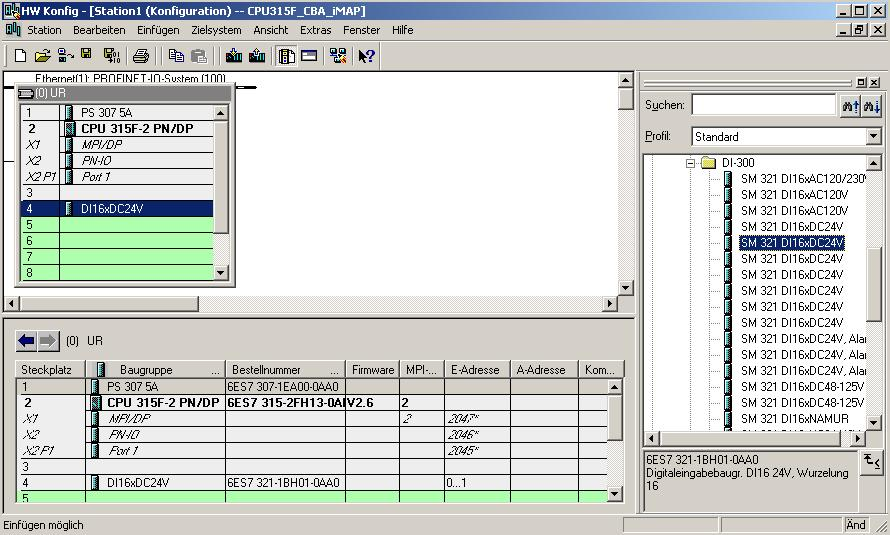 HW Konfig - [Station1 (Konfiguration) -- CPU315F_CBA_iMAP]
Station Bearbeiten Einfügen Zielsystem Ansicht Extras Fenster Hilfe
Ethernet(1): PROFINET-IO-System (100)
(0) UR
1 PS 307 5A
2 CPU 315F-2 PN/DP
X1 MPI/DP
X2 PN-IO
X2 P1 Port 1
3
4 DI16xDC24V
5
6
7
8
Suchen:
Profil: Standard
DI-300
SM 321 DI16xAC120/230V
SM 321 DI16xAC120V
SM 321 DI16xAC120V
SM 321 DI16xDC24V
SM 321 DI16xDC24V
SM 321 DI16xDC24V
SM 321 DI16xDC24V
SM 321 DI16xDC24V
SM 321 DI16xDC24V
SM 321 DI16xDC24V
SM 321 DI16xDC24V, Alar
SM 321 DI16xDC24V, Alar
SM 321 DI16xDC24V, Alar
SM 321 DI16xDC48-125V
SM 321 DI16xDC48-125V
SM 321 DI16xNAMUR
6ES7 321-1BH01-0AA0
Digitaleingabebaugr. DI16 24V, Wurzelung
16
(0) UR
Steckplatz Baugruppe ... Bestellnummer ... Firmware MPI-... E-Adresse A-Adresse Kom...
1 PS 307 5A 6ES7 307-1EA00-0AA0
2 CPU 315F-2 PN/DP 6ES7 315-2FH13-0A V2.6 2
X1 MPI/DP 2 2047*
X2 PN-IO 2046*
X2 P1 Port 1 2045*
3
4 DI16xDC24V 6ES7 321-1BH01-0AA0 0...1
5
Einfügen möglich Änd